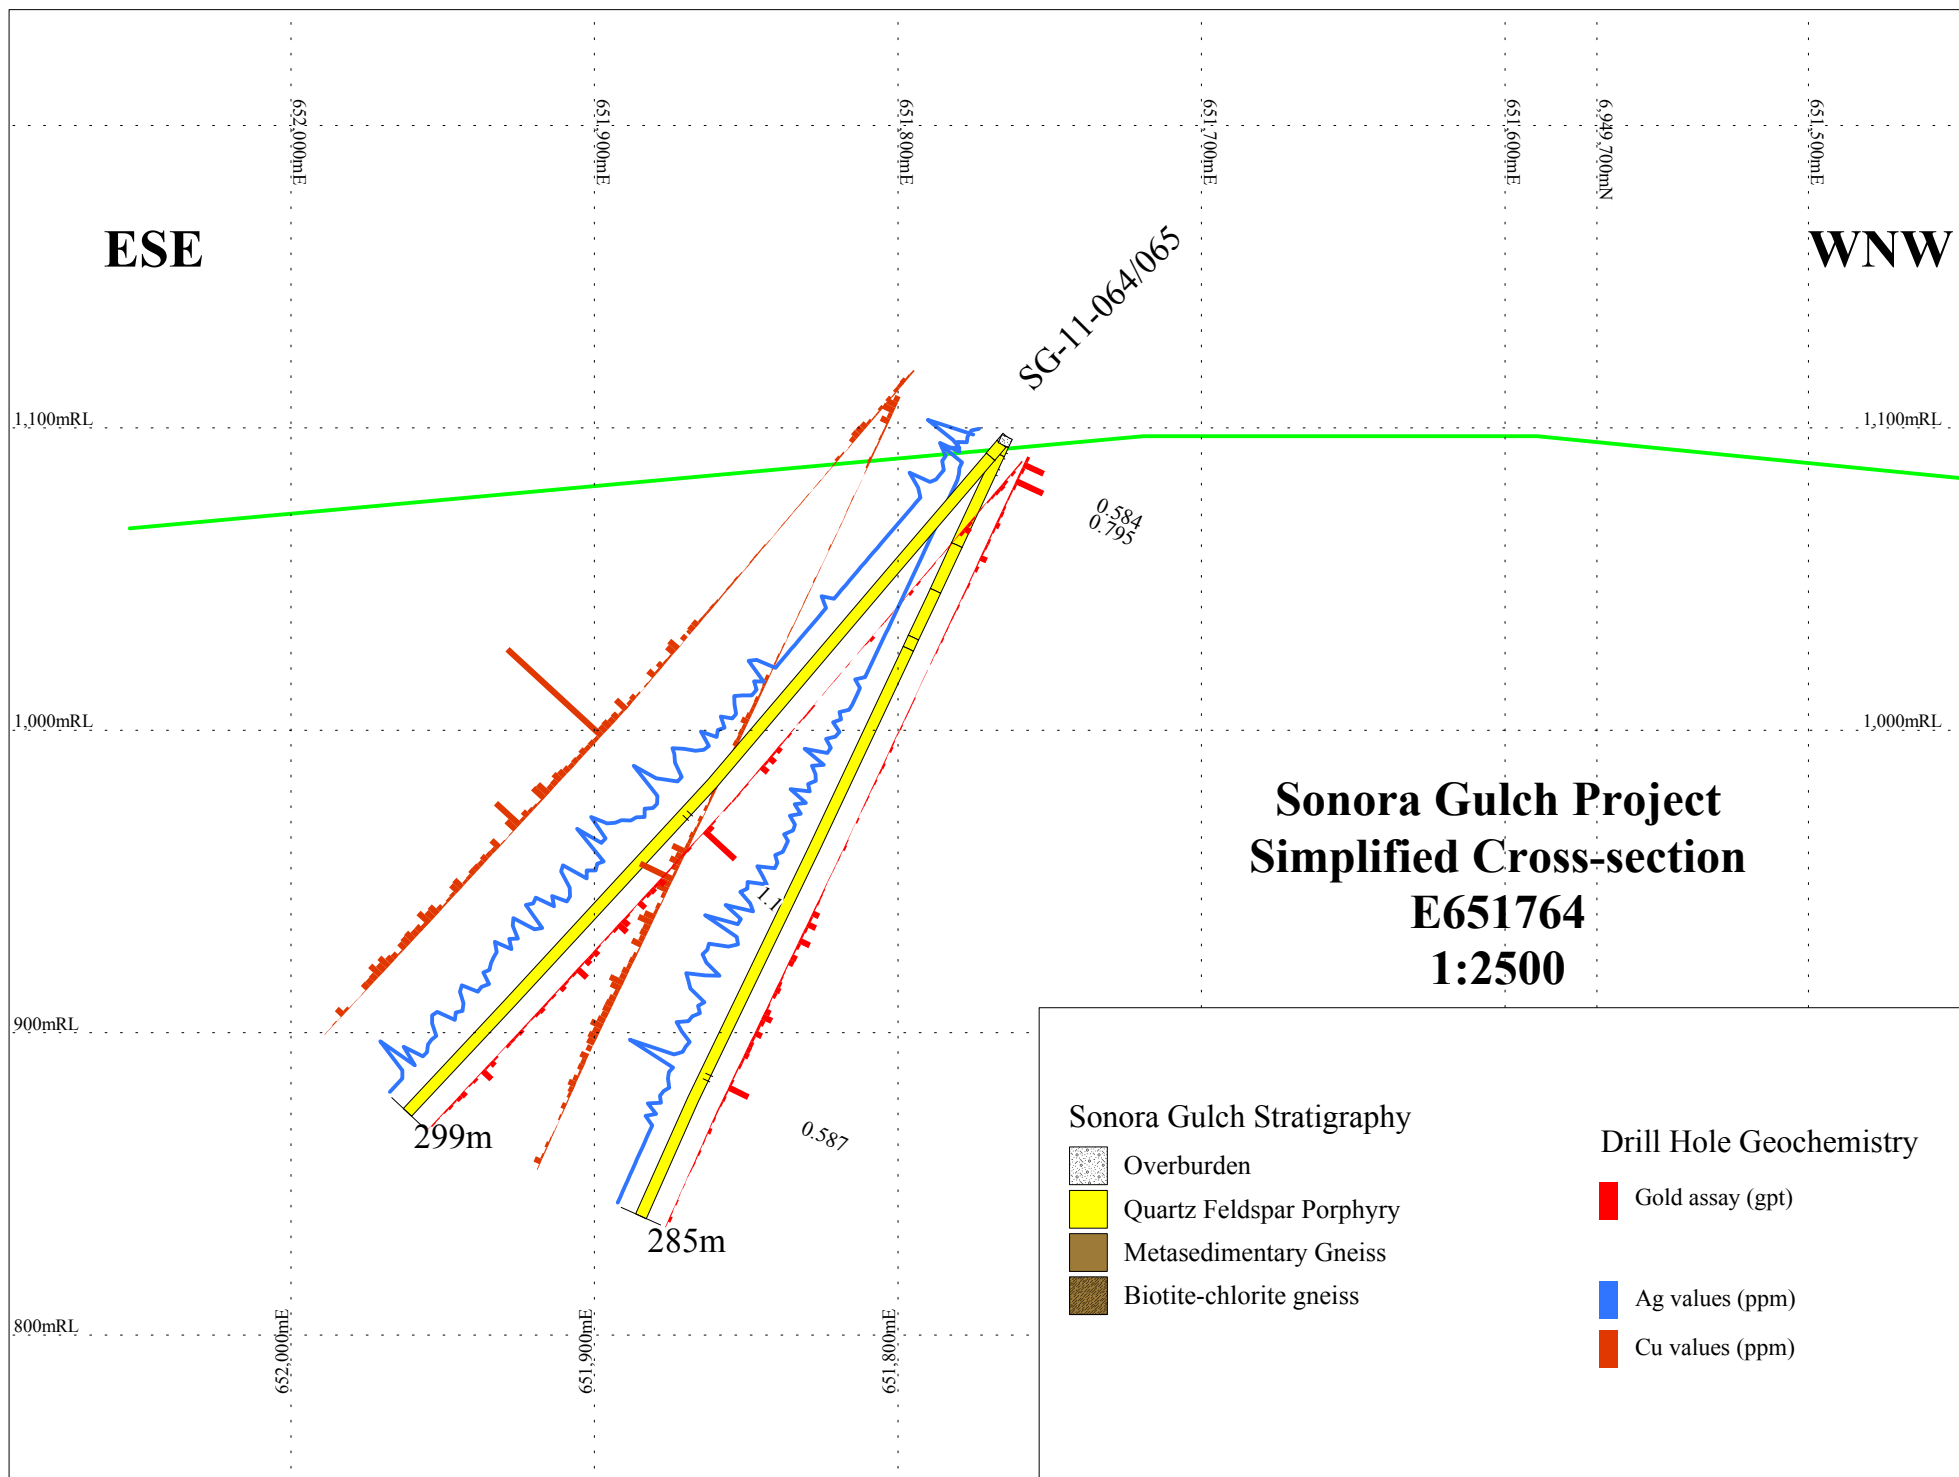 652,000mE
651,900mE
651,800mE
651,700mE
651,600mE
6,949,700mN
651,500mE
ESE
WNW
SG-11-064/065
1,100mRL
1,100mRL
0.584
0.795
1,000mRL
1,000mRL
Sonora Gulch Project
Simplified Cross-section
E651764
1:2500
1.1
900mRL
299m
0.587
285m
800mRL
652,000mE
651,900mE
651,800mE
Sonora Gulch Stratigraphy
Overburden
Quartz Feldspar Porphyry
Metasedimentary Gneiss
Biotite-chlorite gneiss
Drill Hole Geochemistry
Gold assay (gpt)
Ag values (ppm)
Cu values (ppm)